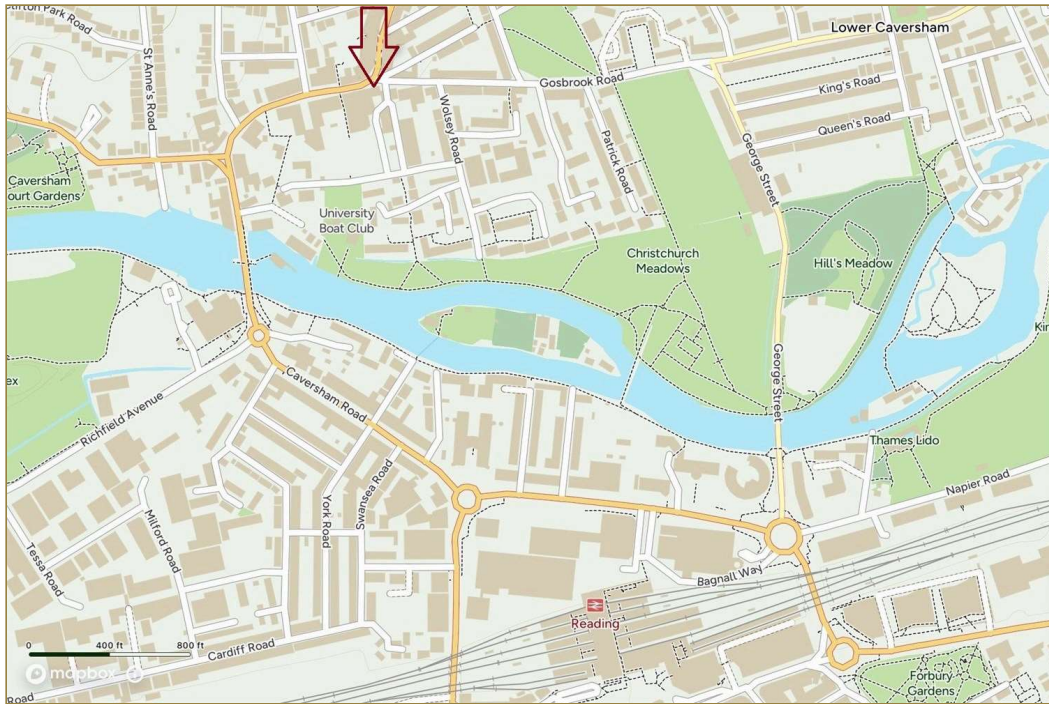 Lower Caversham
St Anne's Road
Gosbrook Road
King's Road
Queen's Road
Wolsey Road
Patrick Road
George Street
Caversham
ourt Gardens
University
Boat Club
Christchurch
Meadows
Hill's Meadow
George Street
Caversham Road
Richfield Avenue
Thames Lido
Napier Road
York Road
Swansea Road
Milford Road
Tessa Road
Bagnall Way
Reading
Cardiff Road
0
400 ft
800 ft
mapbox
Road
Forbury
Gardens